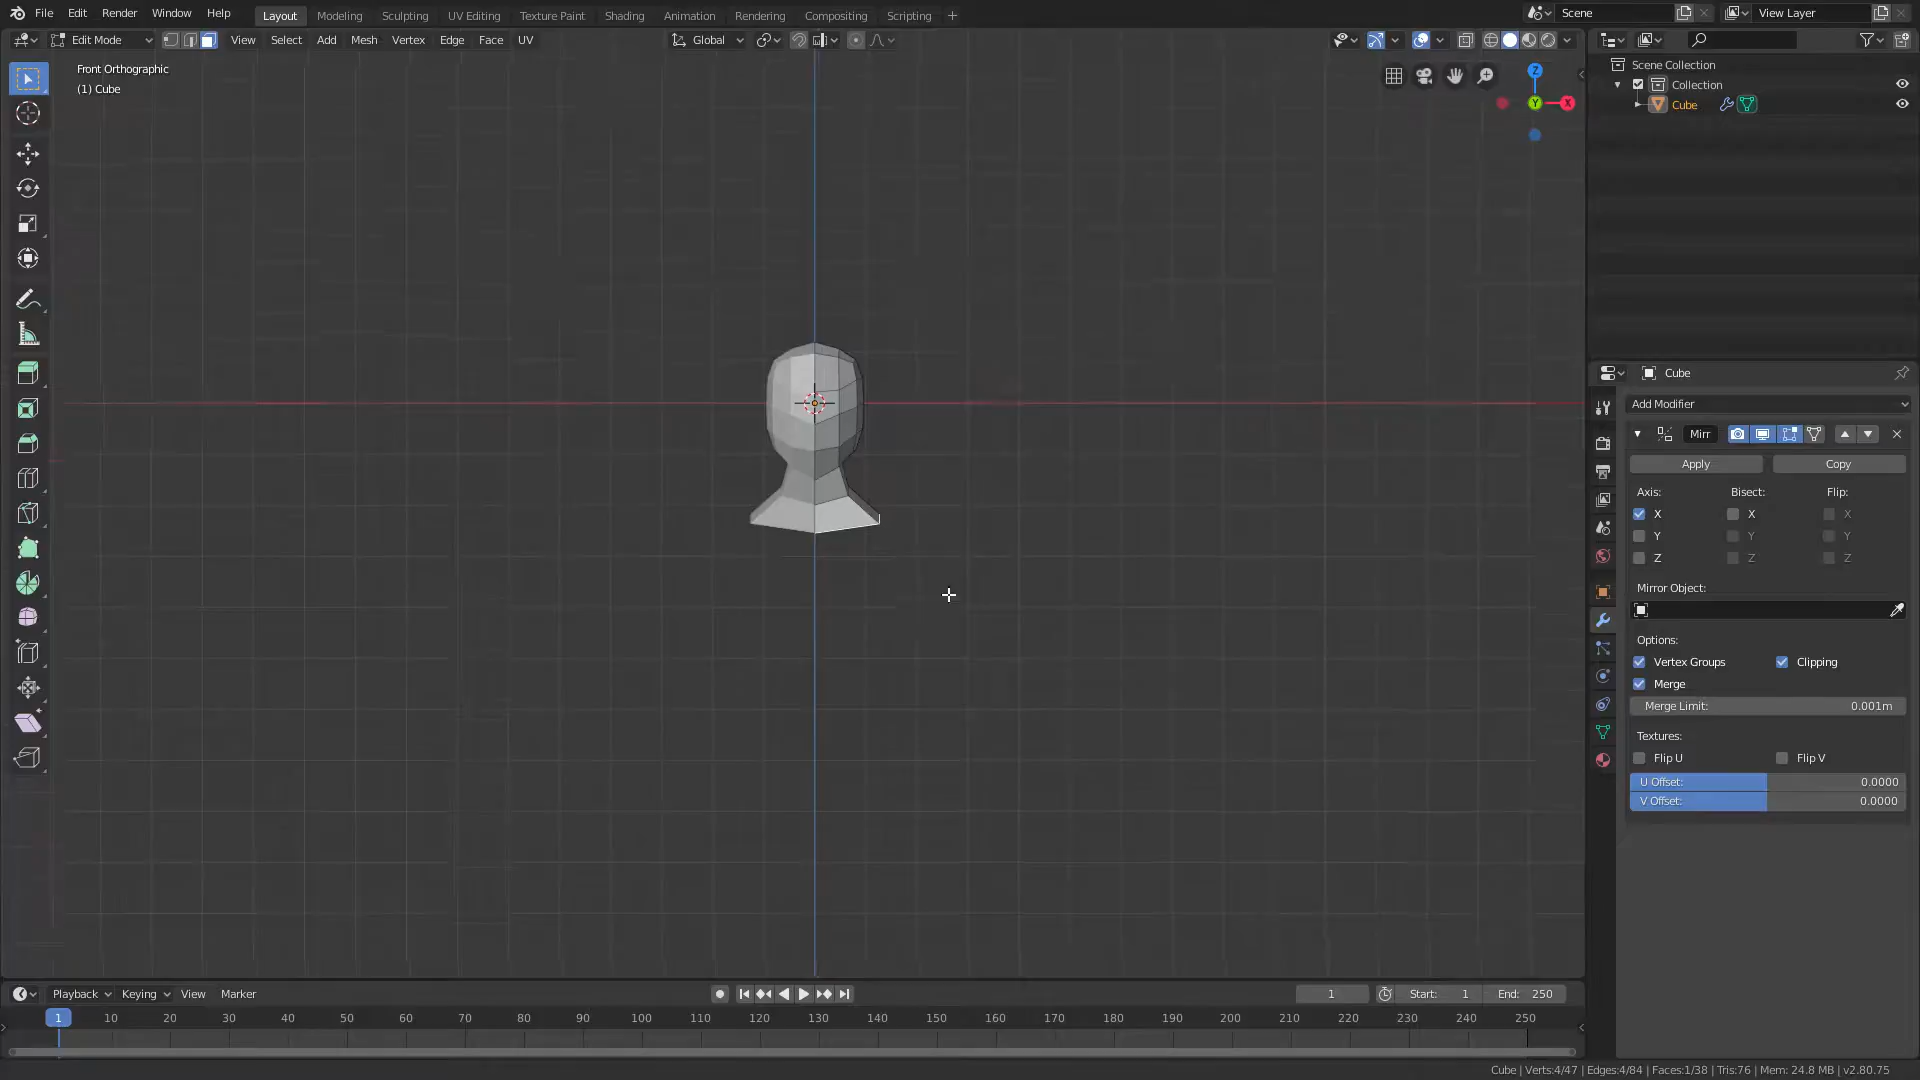 File Edit Render Window Help Layout Modeling Sculpting UV Editing Texture Paint Shading Animation Rendering Compositing Scripting + Scene View Layer
Edit Mode View Select Add Mesh Vertex Edge Face UV Global
Front Orthographic
(1) Cube
Z
Y
X
Scene Collection
Collection
Cube
Cube
Add Modifier
Mirr
Apply Copy
Axis: Bisect: Flip:
X X X
Y Y Y
Z Z Z
Mirror Object:
Options:
Vertex Groups Clipping
Merge
Merge Limit: 0.001m
Textures:
Flip U Flip V
U Offset: 0.0000
V Offset: 0.0000
Playback Keying View Marker 1 Start: 1 End: 250
1 10 20 30 40 50 60 70 80 90 100 110 120 130 140 150 160 170 180 190 200 210 220 230 240 250
Cube | Verts:4/47 | Edges:4/84 | Faces:1/38 | Tris:76 | Mem: 24.8 MB | v2.80.75